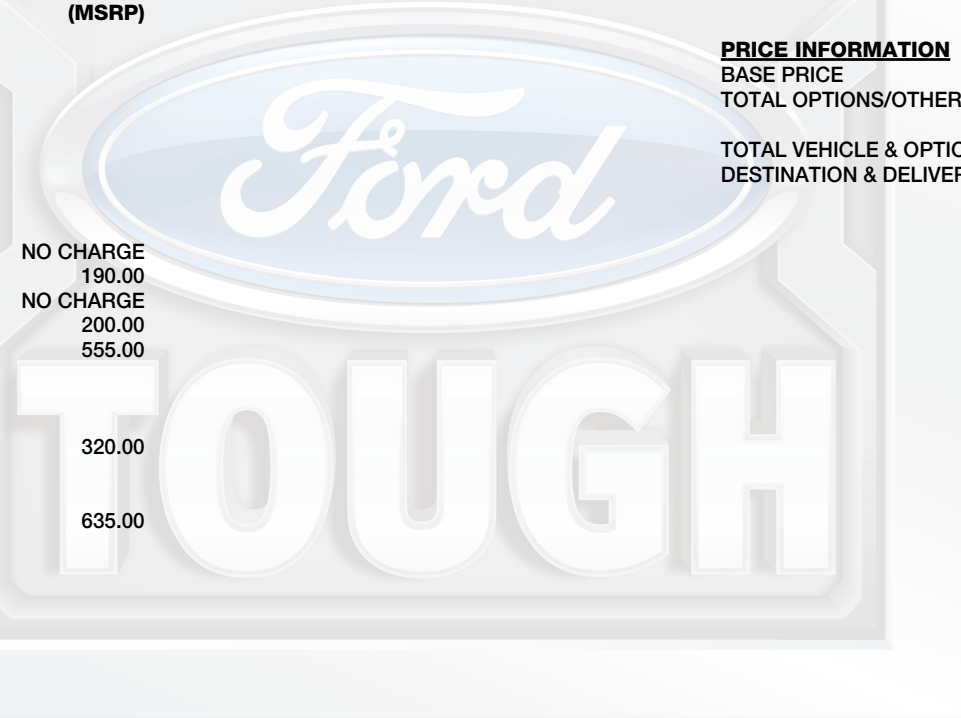 (MSRP)
PRICE INFORMATION
BASE PRICE
TOTAL OPTIONS/OTHER
TOTAL VEHICLE & OPTIO
DESTINATION & DELIVER
NO CHARGE
190.00
NO CHARGE
200.00
555.00
320.00
635.00
Ford
TOUGH